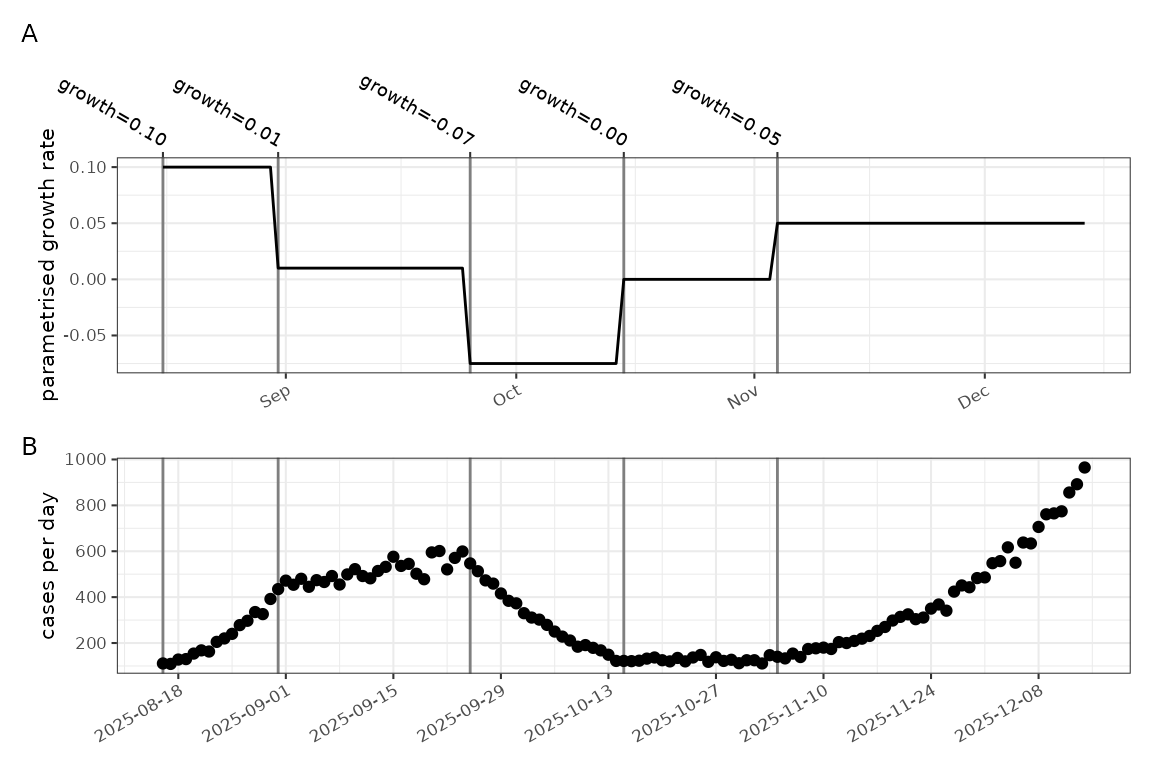 A
growth=0.10
growth=0.01
growth=-0.07
growth=0.00
growth=0.05
parametrised growth rate
0.10
0.05
0.00
-0.05
Sep
Oct
Nov
Dec
B
cases per day
1000
800
600
400
200
2025-08-18
2025-09-01
2025-09-15
2025-09-29
2025-10-13
2025-10-27
2025-11-10
2025-11-24
2025-12-08